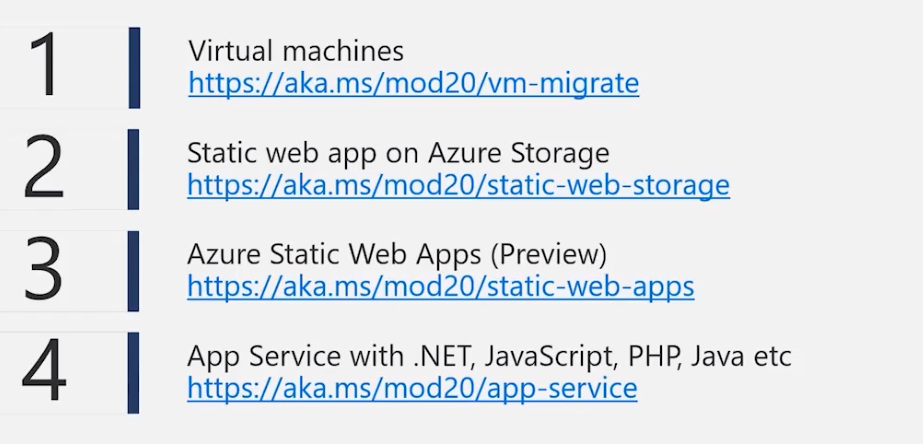 1
Virtual machines
https://aka.ms/mod20/vm-migrate
2
Static web app on Azure Storage
https://aka.ms/mod20/static-web-storage
3
Azure Static Web Apps (Preview)
https://aka.ms/mod20/static-web-apps
4
App Service with .NET, JavaScript, PHP, Java etc
https://aka.ms/mod20/app-service